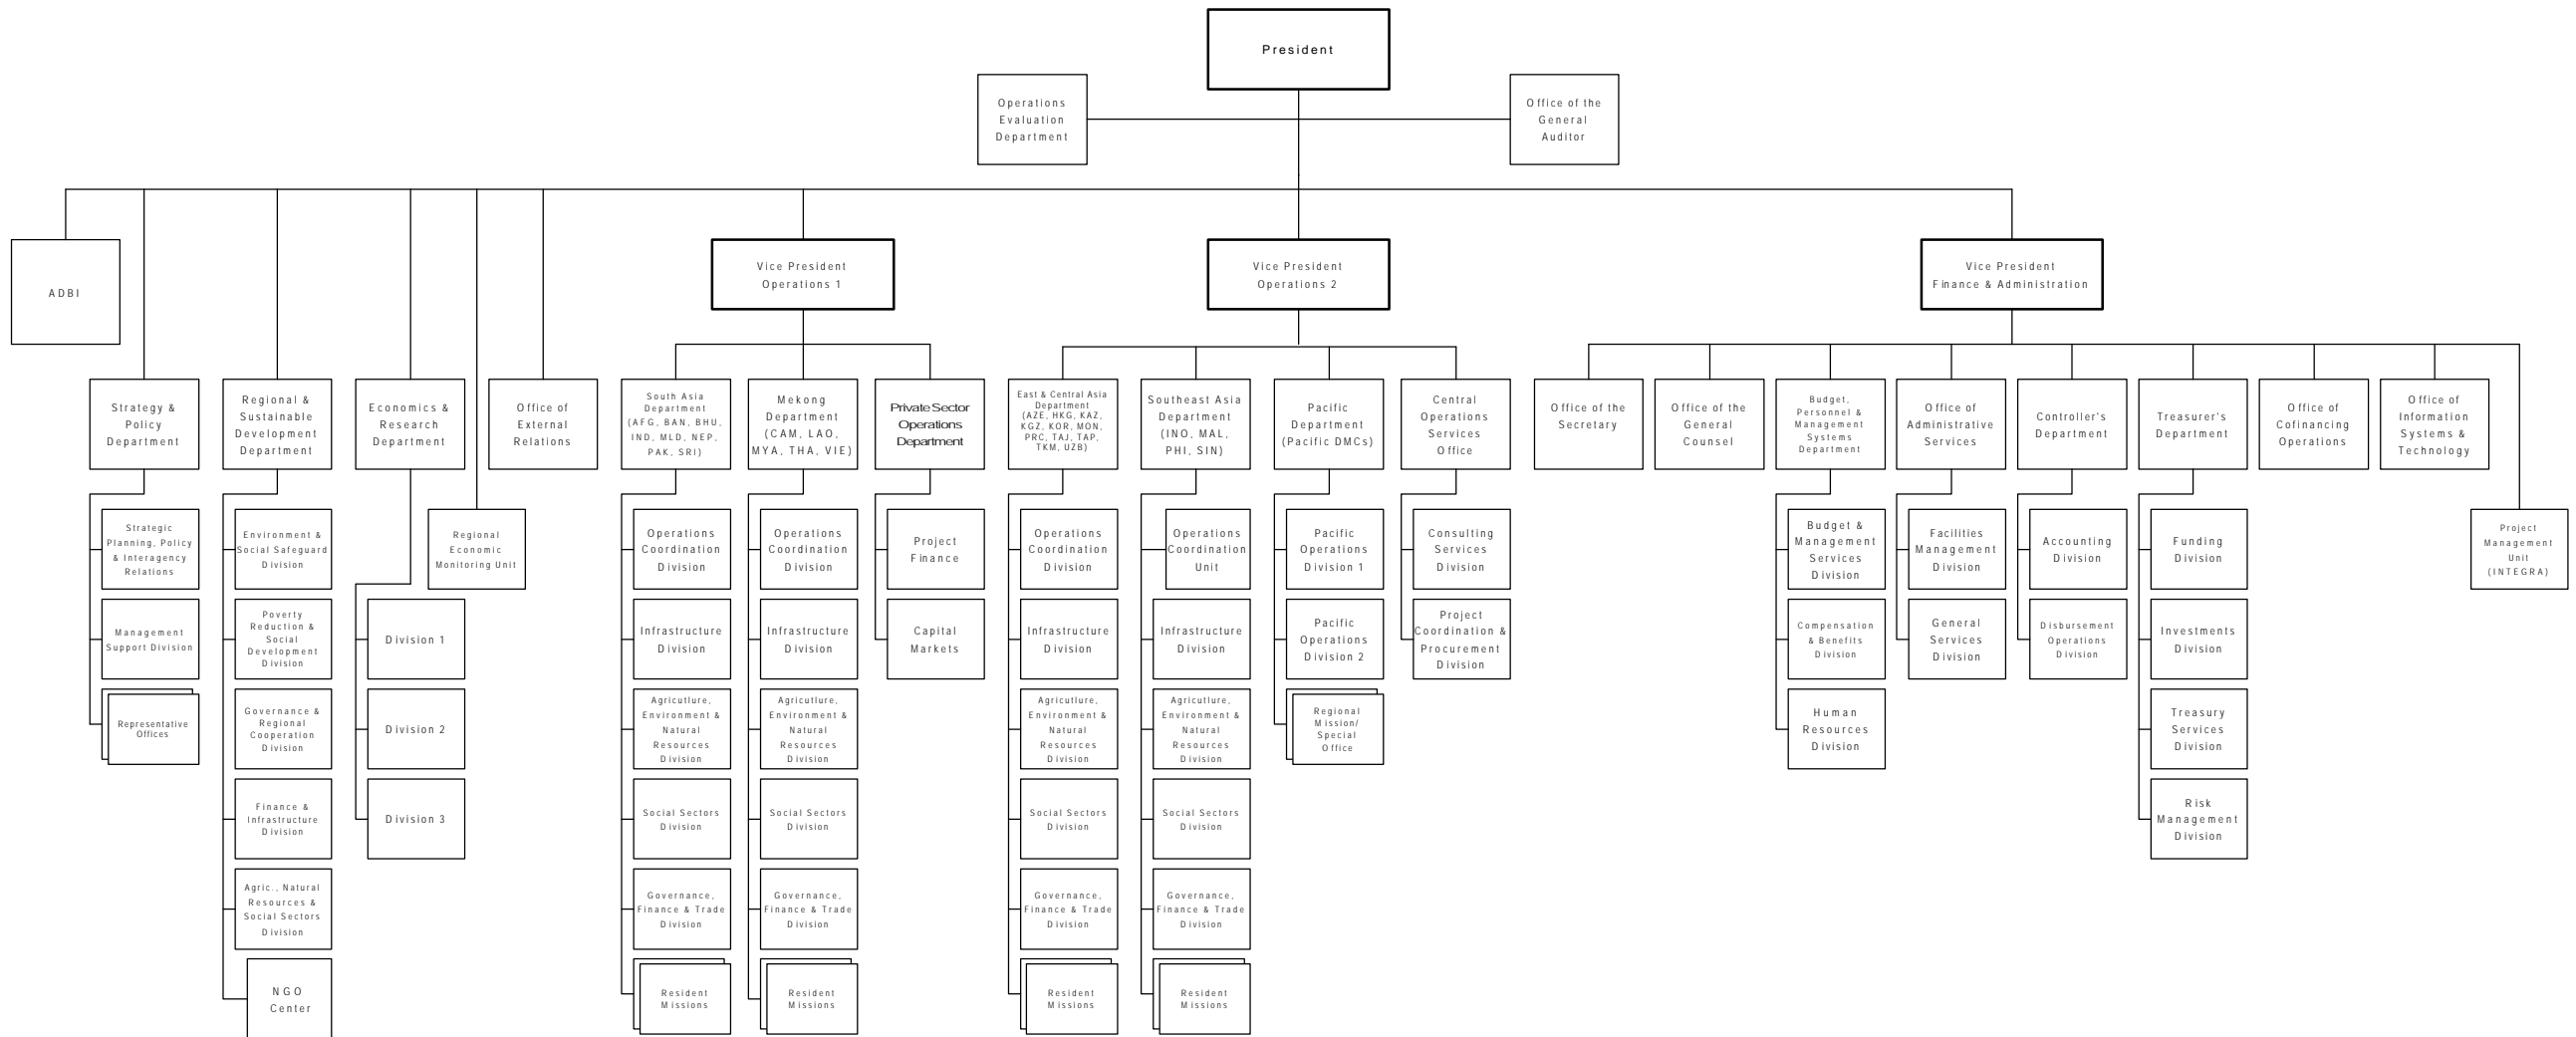 President
Operations
Evaluation
Department
Office of the
General
Auditor
ADBI
Vice President
Operations 1
Vice President
Operations 2
Vice President
Finance & Administration
Strategy &
Policy
Department
Regional &
Sustainable
Development
Department
Economics &
Research
Department
Office of
External
Relations
South Asia
Department
(AFG, BAN, BHU,
IND, MLD, NEP,
PAK, SRI)
Mekong
Department
(CAM, LAO,
MYA, THA, VIE)
Private Sector
Operations
Department
East & Central Asia
Department
(AZE, HKG, KAZ,
KGZ, KOR, MON,
PRC, TAJ, TAP,
TKM, UZB)
Southeast Asia
Department
(INO, MAL,
PHI, SIN)
Pacific
Department
(Pacific DMCs)
Central
Operations
Services
Office
Office of the
Secretary
Office of the
General
Counsel
Budget,
Personnel &
Management
Systems
Department
Office of
Administrative
Services
Controller's
Department
Treasurer's
Department
Office of
Cofinancing
Operations
Office of
Information
Systems &
Technology
Strategic
Planning, Policy
& Interagency
Relations
Environment &
Social Safeguard
Division
Regional
Economic
Monitoring Unit
Operations
Coordination
Division
Operations
Coordination
Division
Project
Finance
Operations
Coordination
Division
Operations
Coordination
Unit
Pacific
Operations
Division 1
Consulting
Services
Division
Budget &
Management
Services
Division
Facilities
Management
Division
Accounting
Division
Funding
Division
Project
Management
Unit
(INTEGRA)
Management
Support Division
Poverty
Reduction &
Social
Development
Division
Division 1
Infrastructure
Division
Infrastructure
Division
Capital
Markets
Infrastructure
Division
Infrastructure
Division
Pacific
Operations
Division 2
Project
Coordination &
Procurement
Division
Compensation
& Benefits
Division
General
Services
Division
Disbursement
Operations
Division
Investments
Division
Representative
Offices
Governance &
Regional
Cooperation
Division
Division 2
Agricutlure,
Environment &
Natural
Resources
Division
Agricutlure,
Environment &
Natural
Resources
Division
Agricutlure,
Environment &
Natural
Resources
Division
Agricutlure,
Environment &
Natural
Resources
Division
Regional
Mission/
Special
Office
Human
Resources
Division
Treasury
Services
Division
Finance &
Infrastructure
Division
Division 3
Social Sectors
Division
Social Sectors
Division
Social Sectors
Division
Social Sectors
Division
Risk
Management
Division
Agric., Natural
Resources &
Social Sectors
Division
Governance,
Finance & Trade
Division
Governance,
Finance & Trade
Division
Governance,
Finance & Trade
Division
Governance,
Finance & Trade
Division
NGO
Center
Resident
Missions
Resident
Missions
Resident
Missions
Resident
Missions